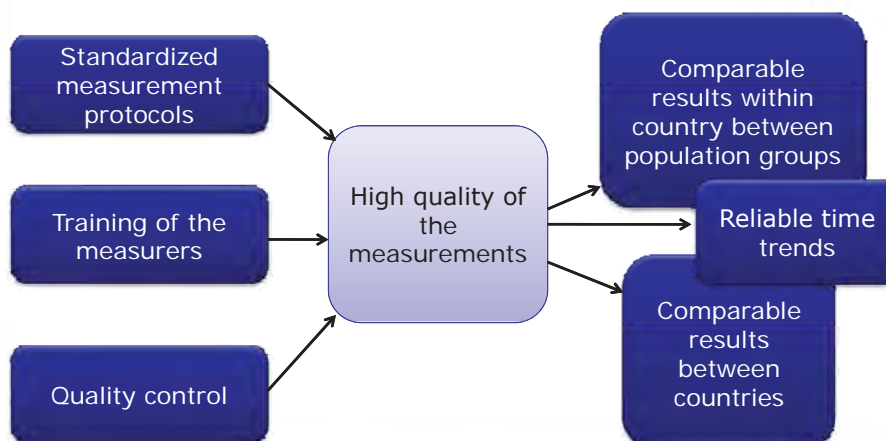 Standardized
measurement
protocols
Training of the
measurers
Quality control
High quality of
the
measurements
Comparable
results within
country between
population groups
Reliable time
trends
Comparable
results
between
countries